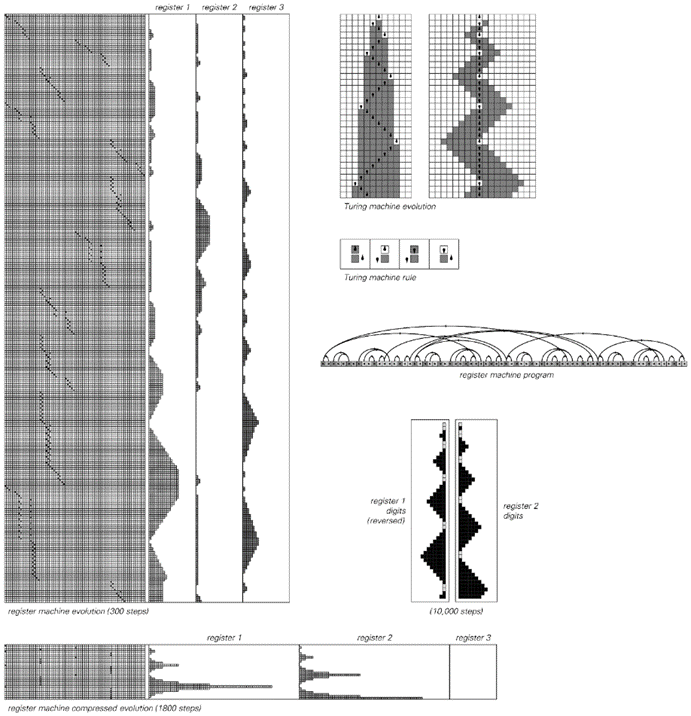 register 1 register 2 register 3
Turing machine evolution
Turing machine rule
register machine program
register 1
digits
(reversed)
register 2
digits
(10,000 steps)
register machine evolution (300 steps)
register 1 register 2 register 3
register machine compressed evolution (1800 steps)